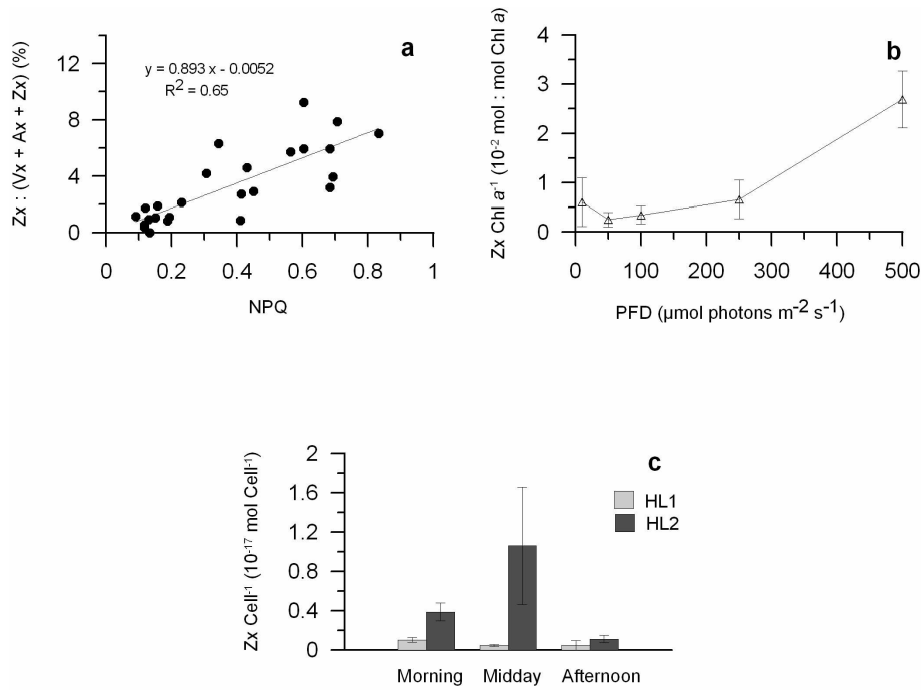 a
Zx : (Vx + Ax + Zx) (%)
12
8
4
0
y = 0.893 x - 0.0052
R² = 0.65
0 0.2 0.4 0.6 0.8 1
NPQ
b
Zx Chl a⁻¹ (10⁻² mol : mol Chl a)
4
3
2
1
0
0 100 200 300 400 500
PFD (µmol photons m⁻² s⁻¹)
c
Zx Cell⁻¹ (10⁻¹⁷ mol Cell⁻¹)
2
1.6
1.2
0.8
0.4
0
HL1
HL2
Morning Midday Afternoon